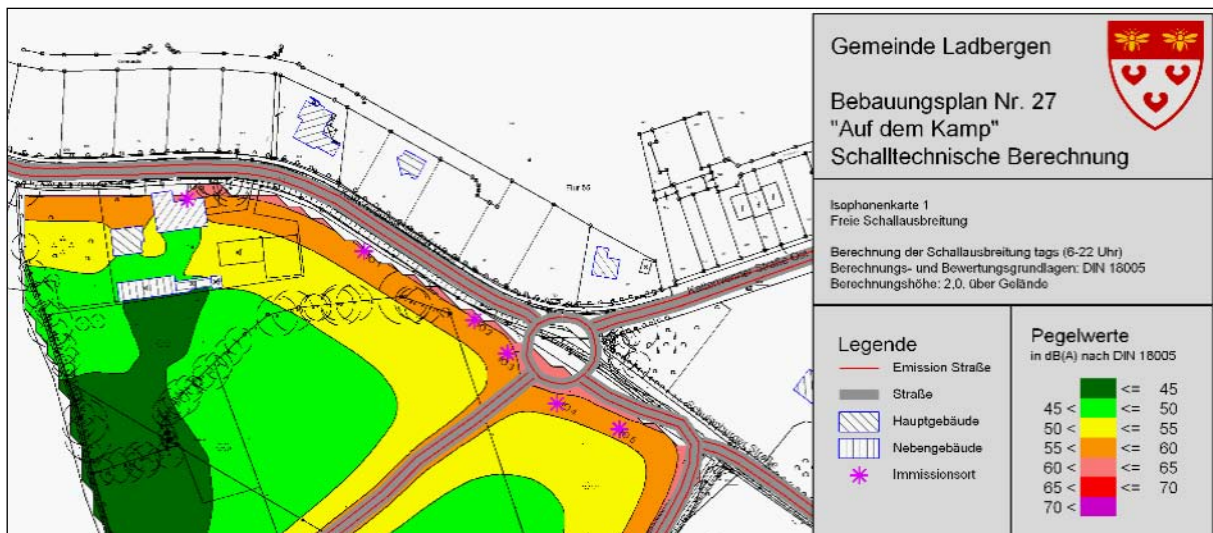 Gemeinde Ladbergen
Bebauungsplan Nr. 27
"Auf dem Kamp"
Schalltechnische Berechnung
Isophonenkarte 1
Freie Schallausbreitung
Berechnung der Schallausbreitung tags (6-22 Uhr)
Berechnungs- und Bewertungsgrundlagen: DIN 18005
Berechnungshöhe: 2,0. über Gelände
Legende
Emission Straße
Straße
Hauptgebäude
Nebengebäude
Immissionsort
Pegelwerte
in dB(A) nach DIN 18005
<= 45
45 < <= 50
50 < <= 55
55 < <= 60
60 < <= 65
65 < <= 70
70 <